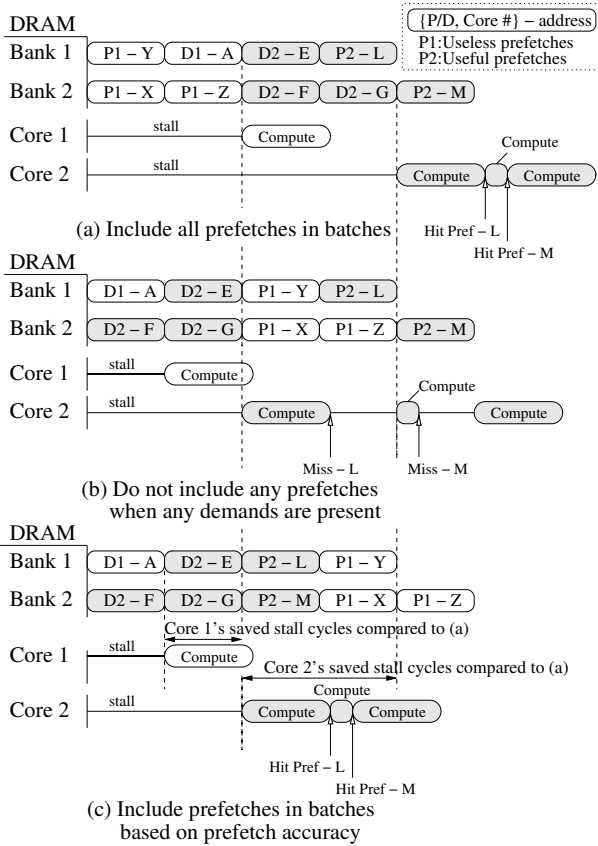 DRAM
{P/D, Core #} – address
P1:Useless prefetches
P2:Useful prefetches
Bank 1 P1 – Y D1 – A D2 – E P2 – L
Bank 2 P1 – X P1 – Z D2 – F D2 – G P2 – M
Core 1 stall Compute
Compute
Core 2 stall Compute Compute
Hit Pref – L
Hit Pref – M
(a) Include all prefetches in batches
DRAM
Bank 1 D1 – A D2 – E P1 – Y P2 – L
Bank 2 D2 – F D2 – G P1 – X P1 – Z P2 – M
Core 1 stall Compute
Compute
Core 2 stall Compute Compute
Miss – L Miss – M
(b) Do not include any prefetches
when any demands are present
DRAM
Bank 1 D1 – A D2 – E P2 – L P1 – Y
Bank 2 D2 – F D2 – G P2 – M P1 – X P1 – Z
Core 1's saved stall cycles compared to (a)
Core 1 stall Compute
Core 2's saved stall cycles compared to (a)
Compute
Core 2 stall Compute Compute
Hit Pref – L
Hit Pref – M
(c) Include prefetches in batches
based on prefetch accuracy